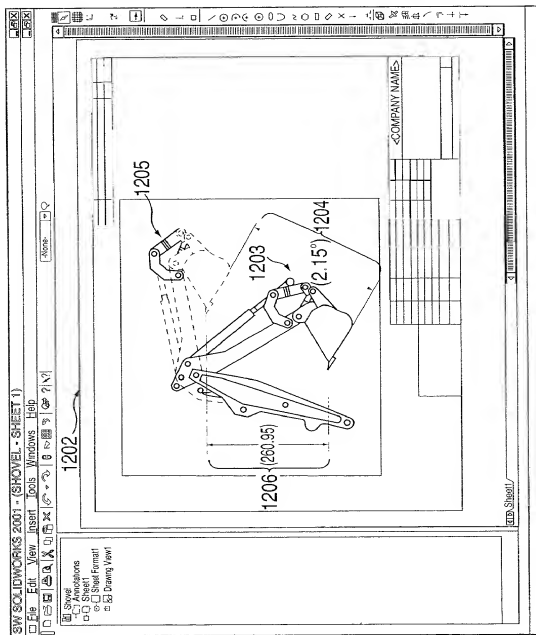 SW SOLIDWORKS 2001 - (SHOVEL - SHEET 1)
File Edit View Insert Tools Windows Help
-None-
1202
Shovel
Annotations
Sheet1
Sheet Format1
Drawing View1
1205
1203
(2.15°)
1204
1206
(260.95)
<COMPANY NAME>
Sheet1